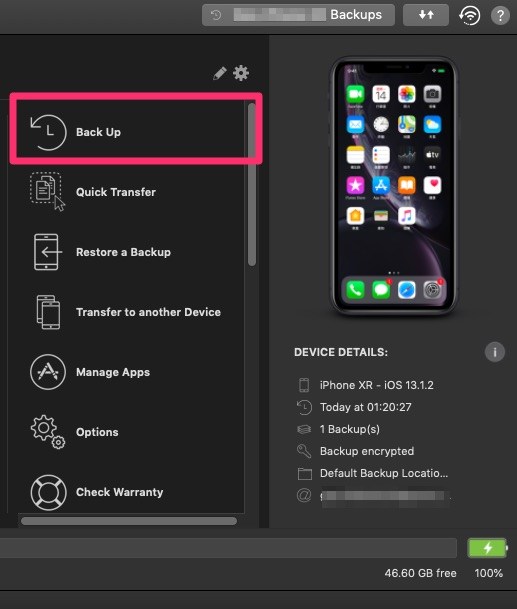 Backups
Back Up
Quick Transfer
Restore a Backup
Transfer to another Device
Manage Apps
Options
Check Warranty
DEVICE DETAILS:
iPhone XR - iOS 13.1.2
Today at 01:20:27
1 Backup(s)
Backup encrypted
Default Backup Locatio...
46.60 GB free 100%